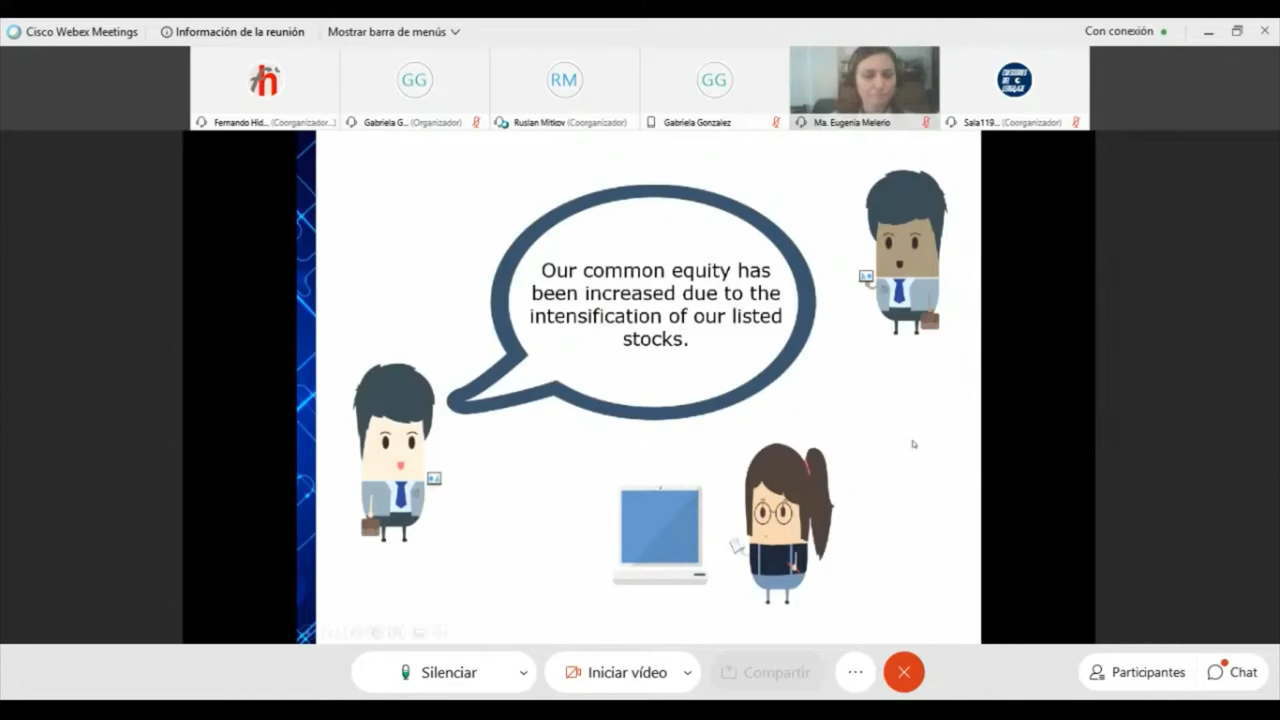 Cisco Webex Meetings
Información de la reunión
Mostrar barra de menús
Con conexión
GG
RM
GG
Fernando Hid... (Coorganizador...)
Gabriela G... (Organizador)
Ruslan Mitkov (Coorganizador)
Gabriela Gonzalez
Ma. Eugenia Melerio
Sala119... (Coorganizador)
Our common equity has
been increased due to the
intensification of our listed
stocks.
Silenciar
Iniciar vídeo
Compartir
Participantes
Chat